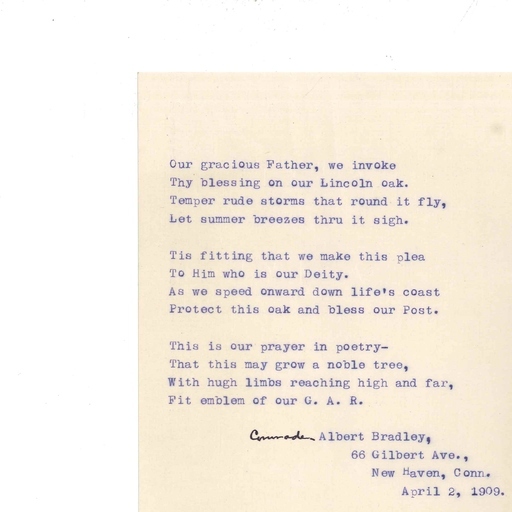 Our gracious Father, we invoke
Thy blessing on our Lincoln oak.
Temper rude storms that round it fly,
Let summer breezes thru it sigh.
Tis fitting that we make this plea
To Him who is our Deity.
As we speed onward down life's coast
Protect this oak and bless our Post.
This is our prayer in poetry-
That this may grow a noble tree,
With hugh limbs reaching high and far,
Fit emblem of our G. A. R.
Comrade Albert Bradley,
66 Gilbert Ave.,
New Haven, Conn.
April 2, 1909.